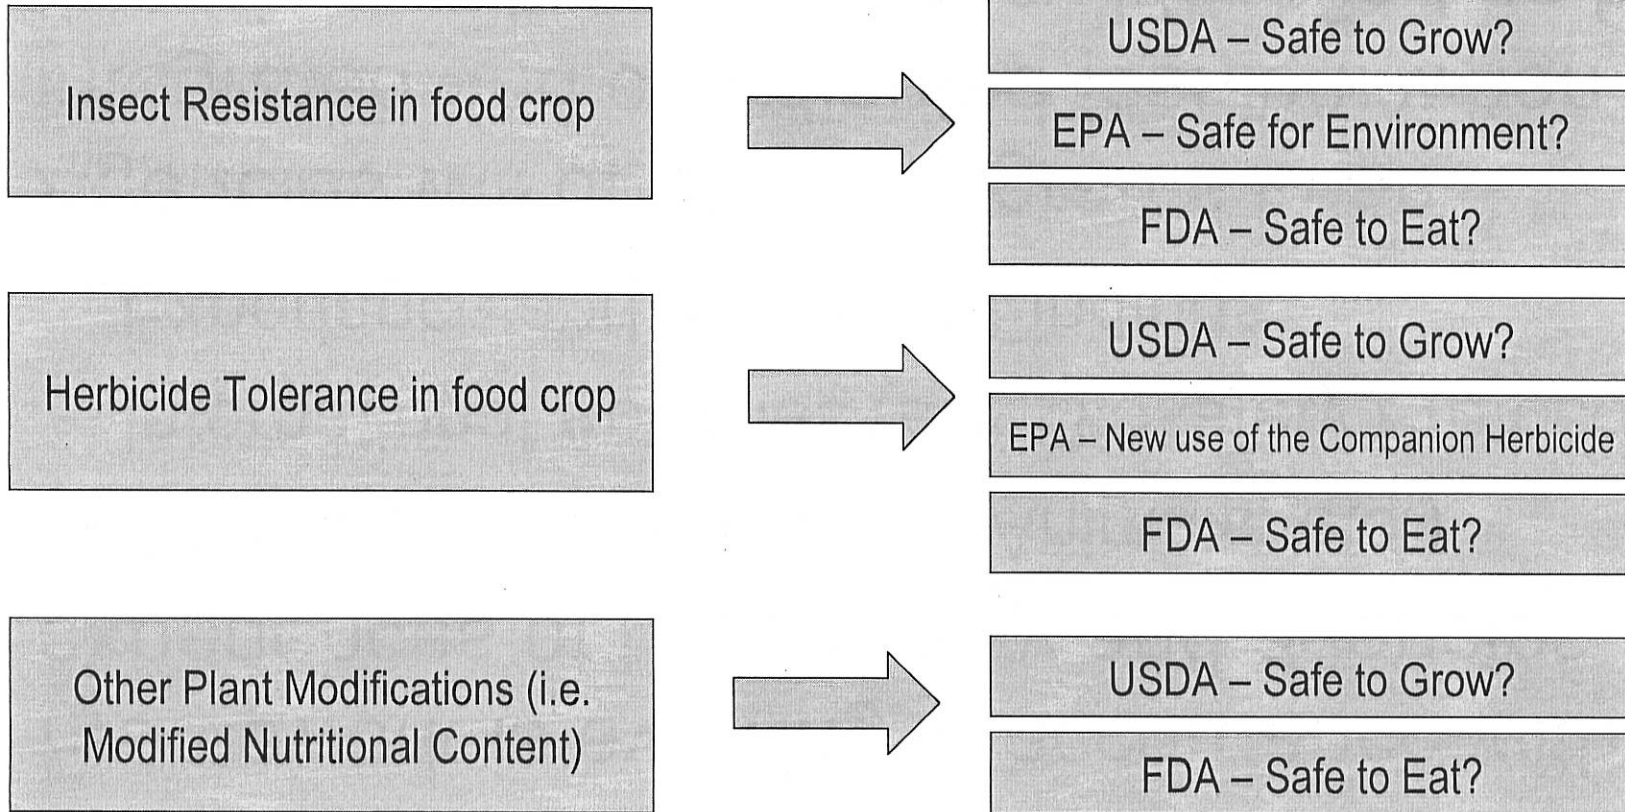 Insect Resistance in food crop
USDA – Safe to Grow?
EPA – Safe for Environment?
FDA – Safe to Eat?
Herbicide Tolerance in food crop
USDA – Safe to Grow?
EPA – New use of the Companion Herbicide
FDA – Safe to Eat?
Other Plant Modifications (i.e.
Modified Nutritional Content)
USDA – Safe to Grow?
FDA – Safe to Eat?